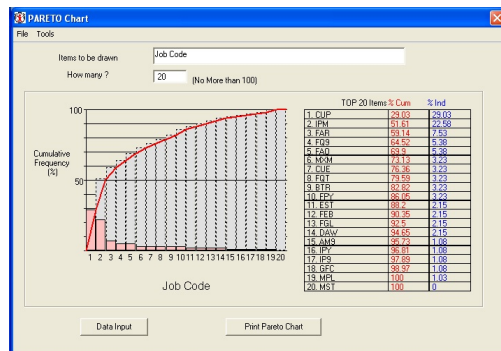 PARETO Chart
File Tools
Items to be drawn Job Code
How many ? 20 (No More than 100)
TOP 20 Items % Cum % Ind
1. CUP 29.03 29.03
2. IPM 51.61 22.58
3. FAR 59.14 7.53
4. FQ9 64.52 5.38
5. FAQ 69.9 5.38
6. MXM 73.13 3.23
7. CUE 76.36 3.23
8. FQT 79.59 3.23
9. BTR 82.82 3.23
10. FPY 86.05 3.23
11. EST 88.2 2.15
12. FEB 90.35 2.15
13. FGL 92.5 2.15
14. DAW 94.65 2.15
15. AM9 95.73 1.08
16. IPY 96.81 1.08
17. IP9 97.89 1.08
18. GFC 98.97 1.08
19. MPL 100 1.03
20. MST 100 0
100
Cumulative
Frequency
(%)
50
1 2 3 4 5 6 7 8 9 10 11 12 13 14 15 16 17 18 19 20
Job Code
Data Input Print Pareto Chart